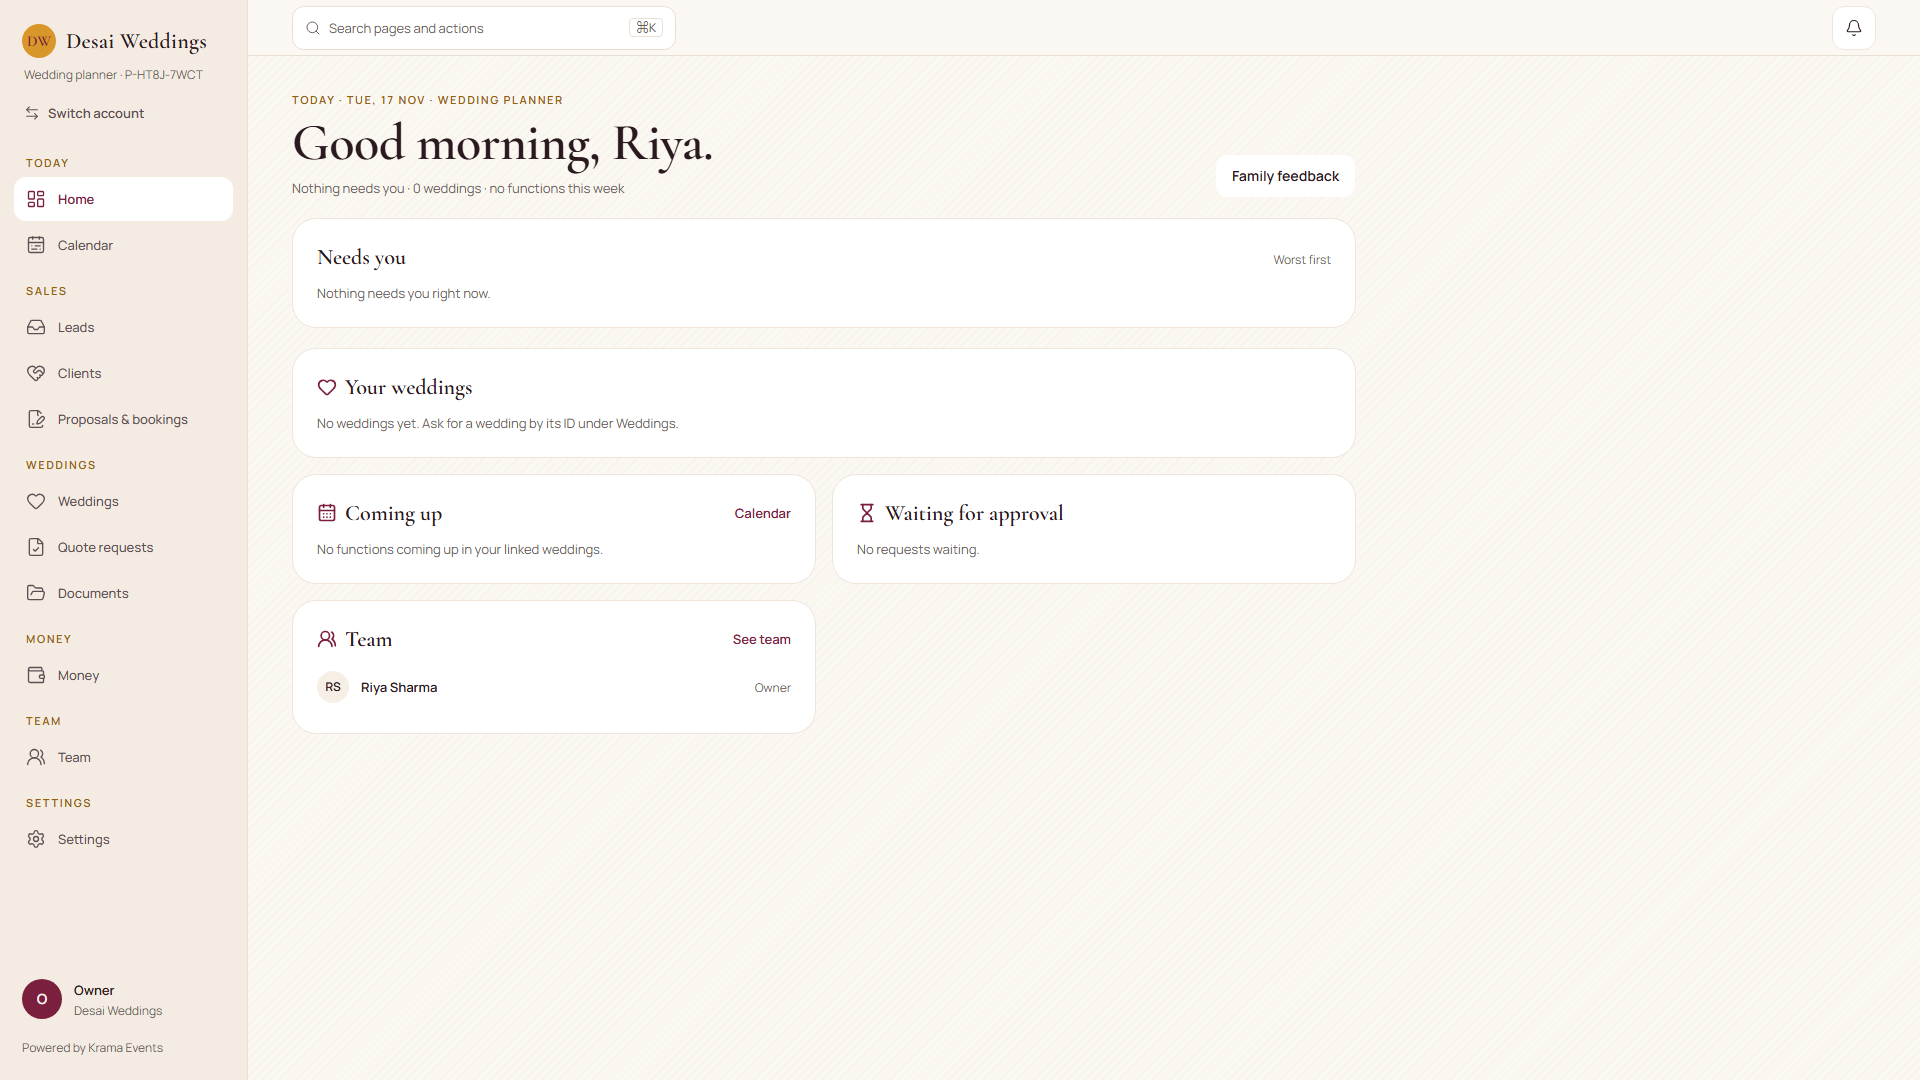 DW Desai Weddings
Wedding planner · P-HT8J-7WCT
Switch account
TODAY
Home
Calendar
SALES
Leads
Clients
Proposals & bookings
WEDDINGS
Weddings
Quote requests
Documents
MONEY
Money
TEAM
Team
SETTINGS
Settings
O Owner
Desai Weddings
Powered by Krama Events
Search pages and actions ⌘K
TODAY · TUE, 17 NOV · WEDDING PLANNER
Good morning, Riya.
Nothing needs you · 0 weddings · no functions this week
Family feedback
Needs you Worst first
Nothing needs you right now.
Your weddings
No weddings yet. Ask for a wedding by its ID under Weddings.
Coming up Calendar
No functions coming up in your linked weddings.
Waiting for approval
No requests waiting.
Team See team
RS Riya Sharma Owner